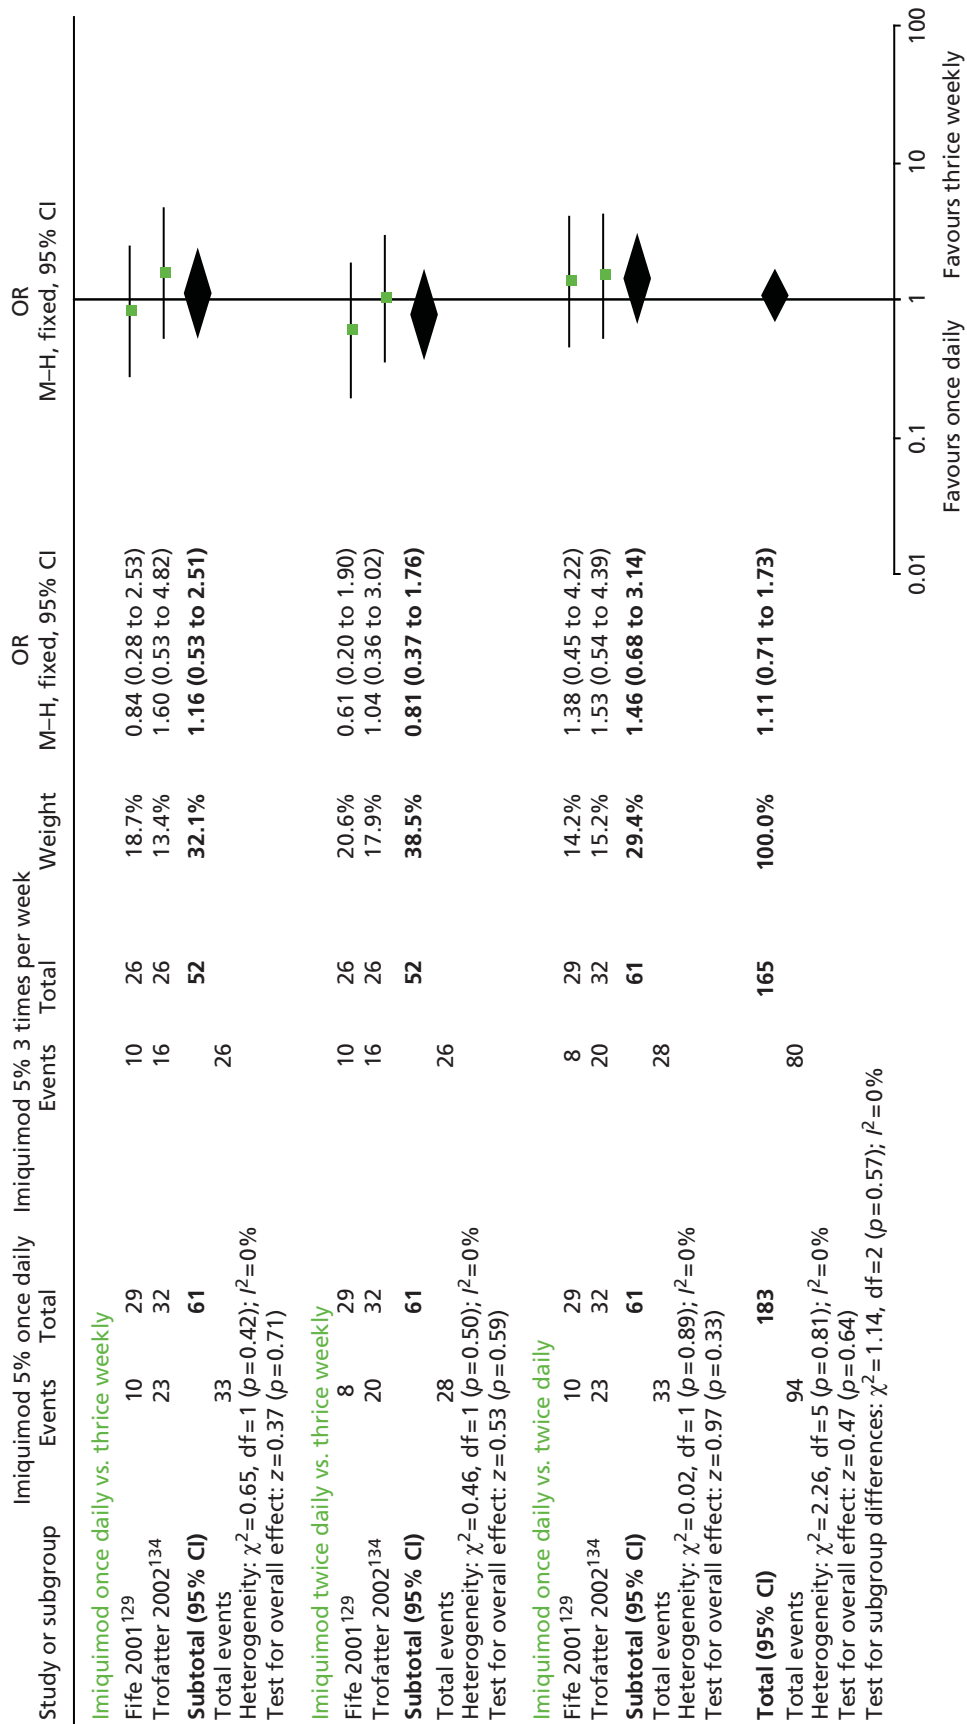 Imiquimod 5% once daily Imiquimod 5% 3 times per week OR OR
Study or subgroup Events Total Events Total Weight M–H, fixed, 95% CI M–H, fixed, 95% CI
Imiquimod once daily vs. thrice weekly
Fife 2001129 10 29 10 26 18.7% 0.84 (0.28 to 2.53)
Trofatter 2002134 23 32 16 26 13.4% 1.60 (0.53 to 4.82)
Subtotal (95% CI) 61 52 32.1% 1.16 (0.53 to 2.51)
Total events 33 26
Heterogeneity: χ2=0.65, df=1 (p=0.42); I2=0%
Test for overall effect: z=0.37 (p=0.71)
Imiquimod twice daily vs. thrice weekly
Fife 2001129 8 29 10 26 20.6% 0.61 (0.20 to 1.90)
Trofatter 2002134 20 32 16 26 17.9% 1.04 (0.36 to 3.02)
Subtotal (95% CI) 61 52 38.5% 0.81 (0.37 to 1.76)
Total events 28 26
Heterogeneity: χ2=0.46, df=1 (p=0.50); I2=0%
Test for overall effect: z=0.53 (p=0.59)
Imiquimod once daily vs. twice daily
Fife 2001129 10 29 8 29 14.2% 1.38 (0.45 to 4.22)
Trofatter 2002134 23 32 20 32 15.2% 1.53 (0.54 to 4.39)
Subtotal (95% CI) 61 61 29.4% 1.46 (0.68 to 3.14)
Total events 33 28
Heterogeneity: χ2=0.02, df=1 (p=0.89); I2=0%
Test for overall effect: z=0.97 (p=0.33)
Total (95% CI) 183 165 100.0% 1.11 (0.71 to 1.73)
Total events 94 80
Heterogeneity: χ2=2.26, df=5 (p=0.81); I2=0%
Test for overall effect: z=0.47 (p=0.64)
Test for subgroup differences: χ2=1.14, df=2 (p=0.57); I2=0%
0.01 0.1 1 10 100
Favours once daily Favours thrice weekly